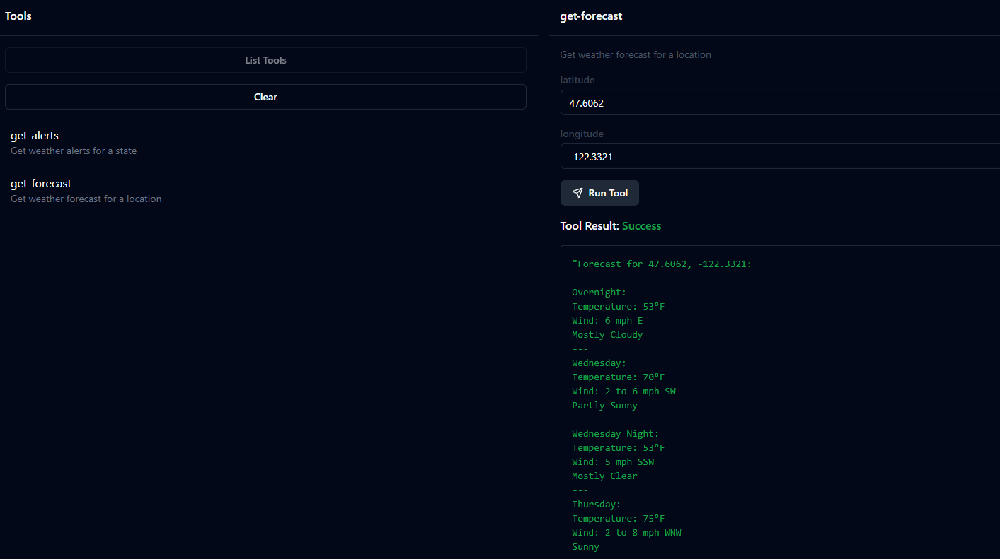 Tools
List Tools
Clear
get-alerts
Get weather alerts for a state
get-forecast
Get weather forecast for a location
get-forecast
Get weather forecast for a location
latitude
47.6062
longitude
-122.3321
Run Tool
Tool Result: Success
"Forecast for 47.6062, -122.3321:
Overnight:
Temperature: 53°F
Wind: 6 mph E
Mostly Cloudy
---
Wednesday:
Temperature: 70°F
Wind: 2 to 6 mph SW
Partly Sunny
---
Wednesday Night:
Temperature: 53°F
Wind: 5 mph SSW
Mostly Clear
---
Thursday:
Temperature: 75°F
Wind: 2 to 8 mph WNW
Sunny